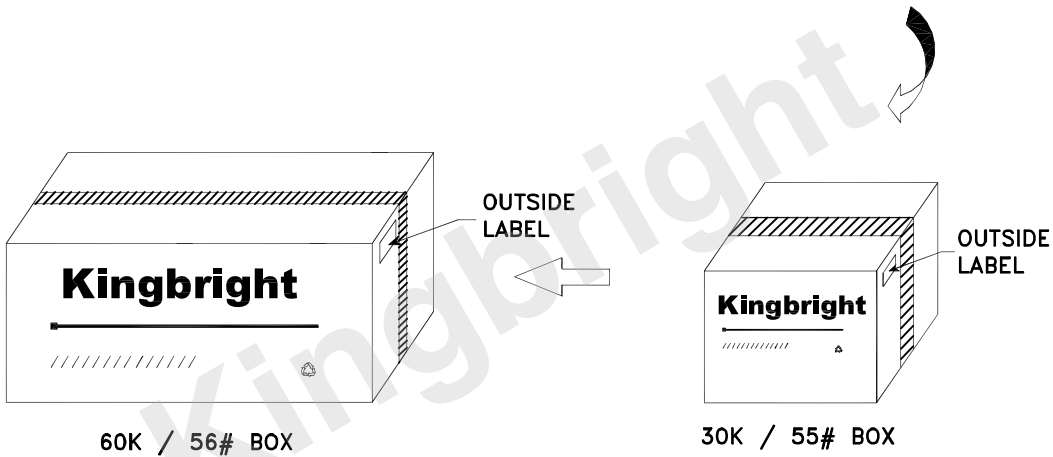 Kingbright
OUTSIDE
LABEL
Kingbright
60K / 56# BOX
OUTSIDE
LABEL
Kingbright
30K / 55# BOX